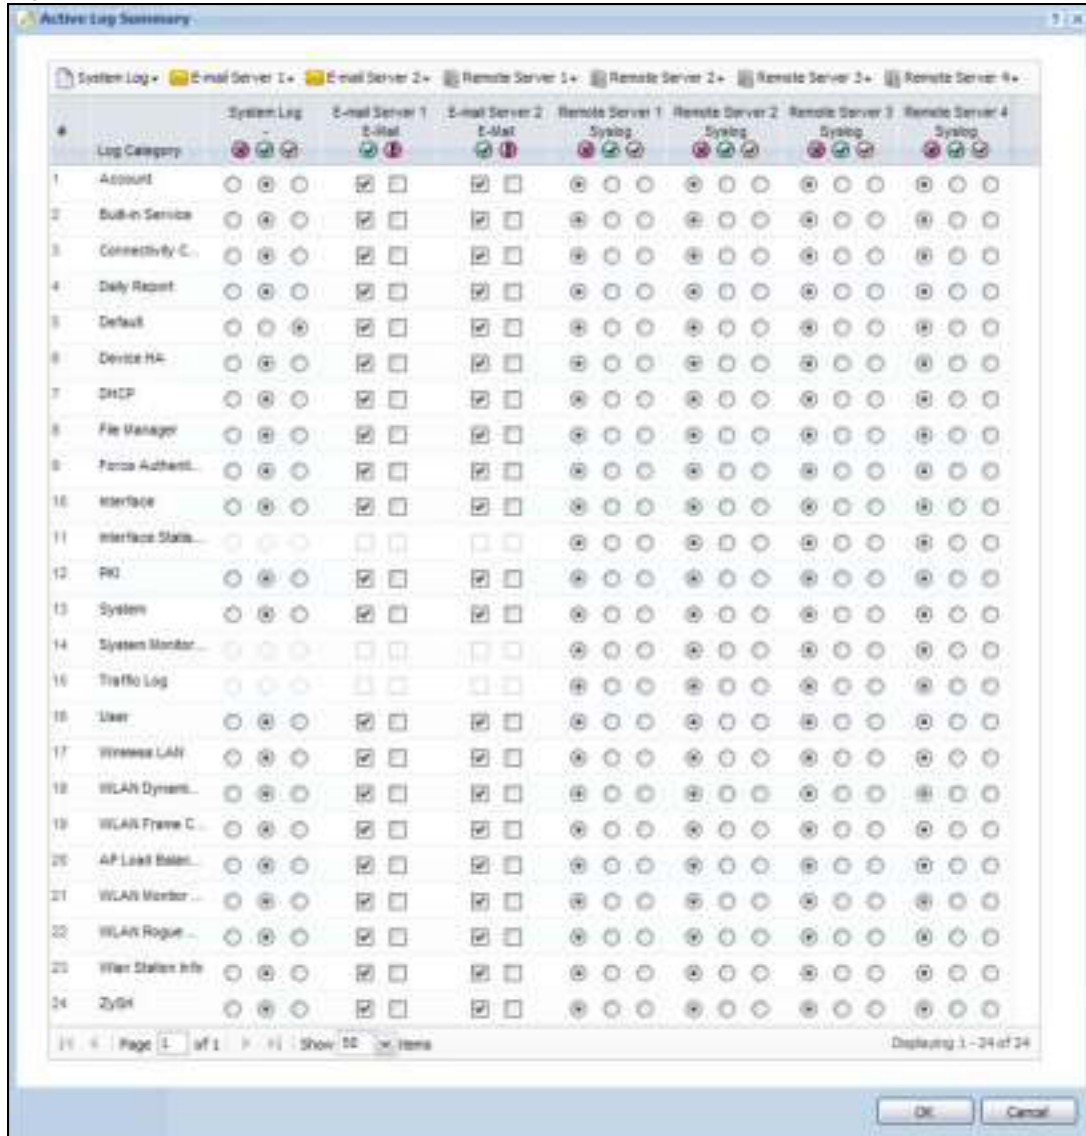 Active Log Summary
System Log E-mail Server 1 E-mail Server 2 Remote Server 1 Remote Server 2 Remote Server 3 Remote Server 4
System Log E-mail Server 1 E-mail Server 2 Remote Server 1 Remote Server 2 Remote Server 3 Remote Server 4
# - E-Mail E-Mail Syslog Syslog Syslog Syslog
Log Category
1 Account
2 Built-in Service
3 Connectivity C...
4 Daily Report
5 Default
6 Device HA
7 DHCP
8 File Manager
9 Force Authenti...
10 Interface
11 Interface Statis...
12 PKI
13 System
14 System Monitor...
15 Traffic Log
16 User
17 Wireless LAN
18 WLAN Dynami...
19 WLAN Frame C...
20 AP Load Balan...
21 WLAN Monitor ...
22 WLAN Rogue ...
23 Wlan Station Info
24 ZySH
Page 1 of 1 Show 50 items Displaying 1 - 24 of 24
OK Cancel